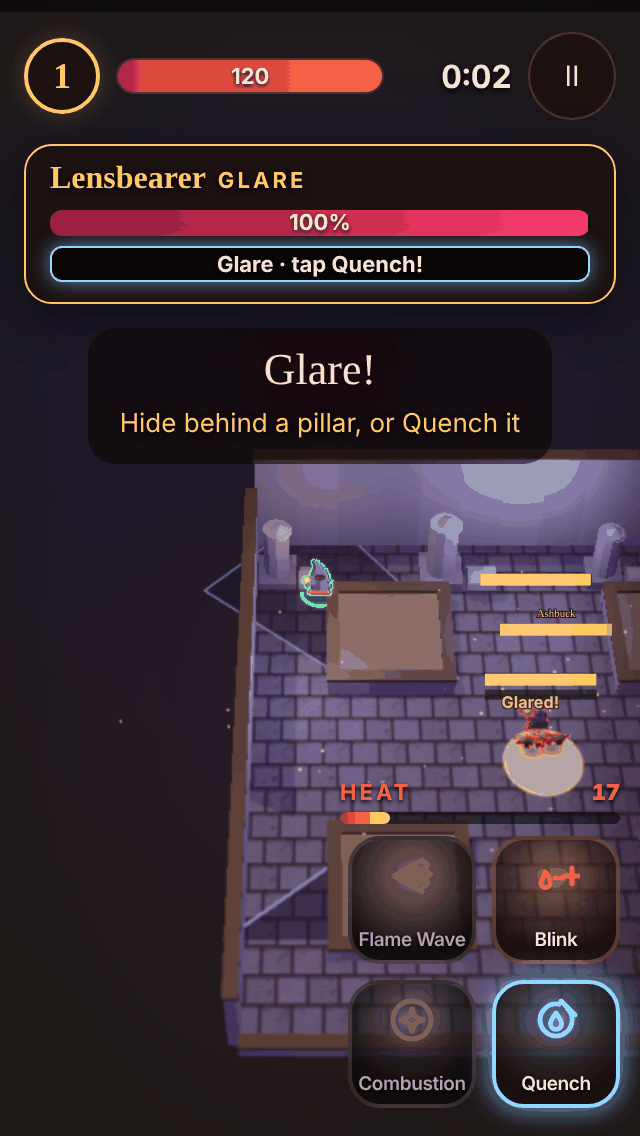 1
120
0:02
Lensbearer GLARE
100%
Glare · tap Quench!
Glare!
Hide behind a pillar, or Quench it
Ashbuck
Glared!
HEAT 17
Flame Wave
Blink
Combustion
Quench